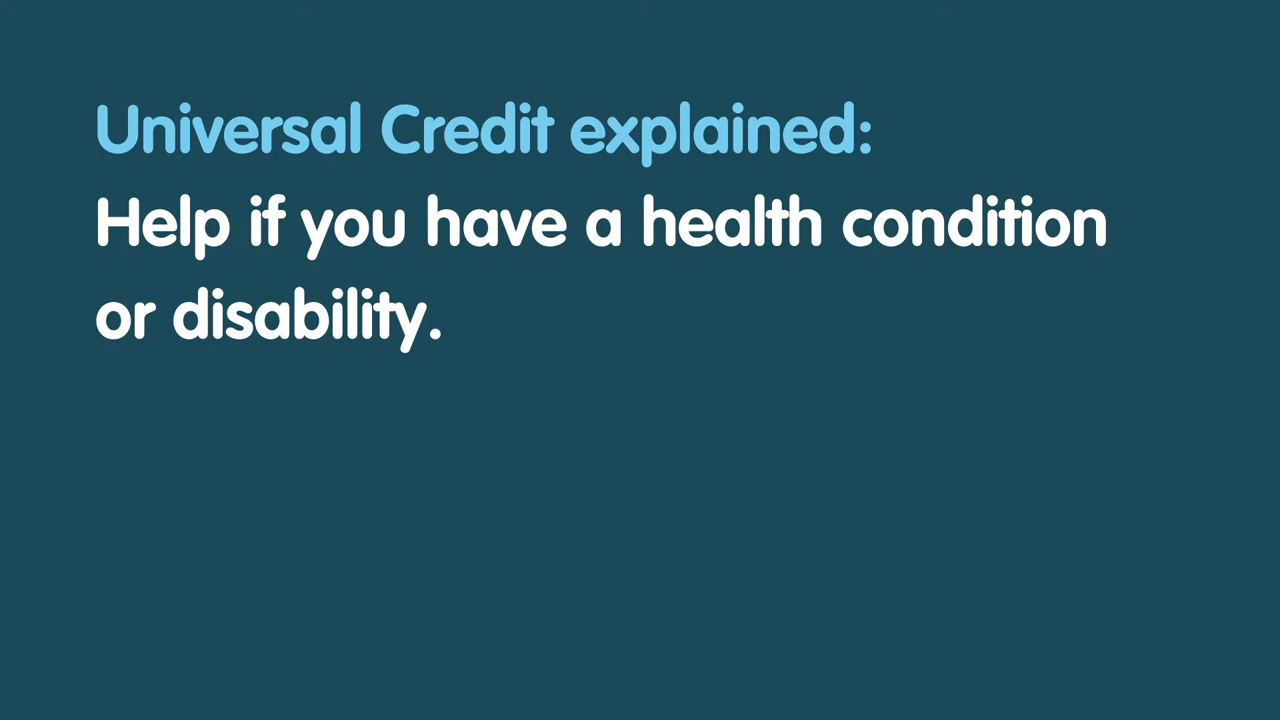 Universal Credit explained:
Help if you have a health condition
or disability.